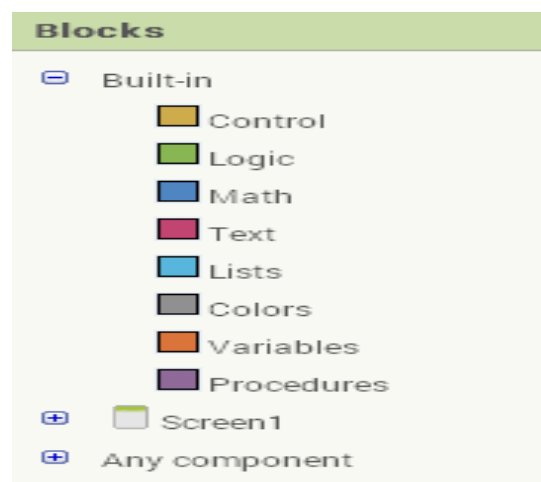 Blocks
Built-in
Control
Logic
Math
Text
Lists
Colors
Variables
Procedures
Screen1
Any component